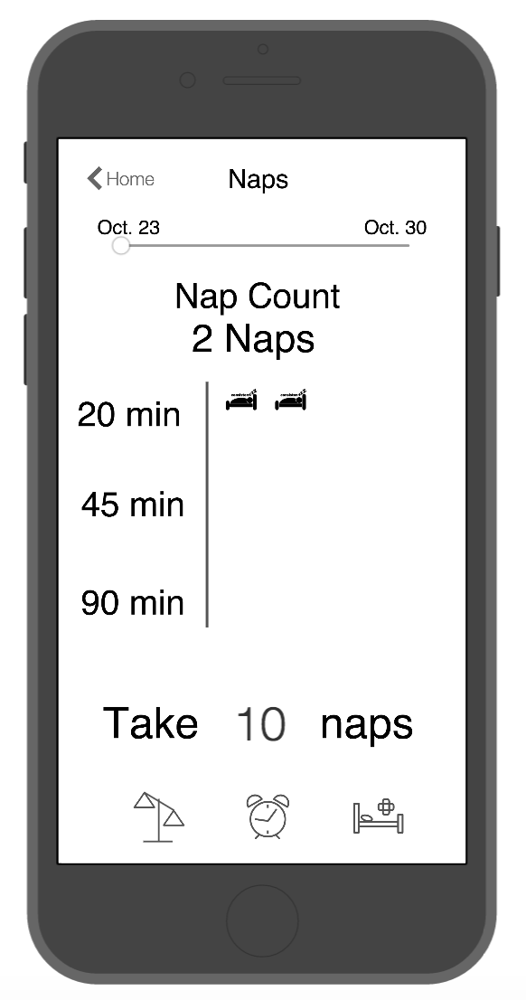 Home
Naps
Oct. 23
Oct. 30
Nap Count
2 Naps
20 min
45 min
90 min
Take 10 naps